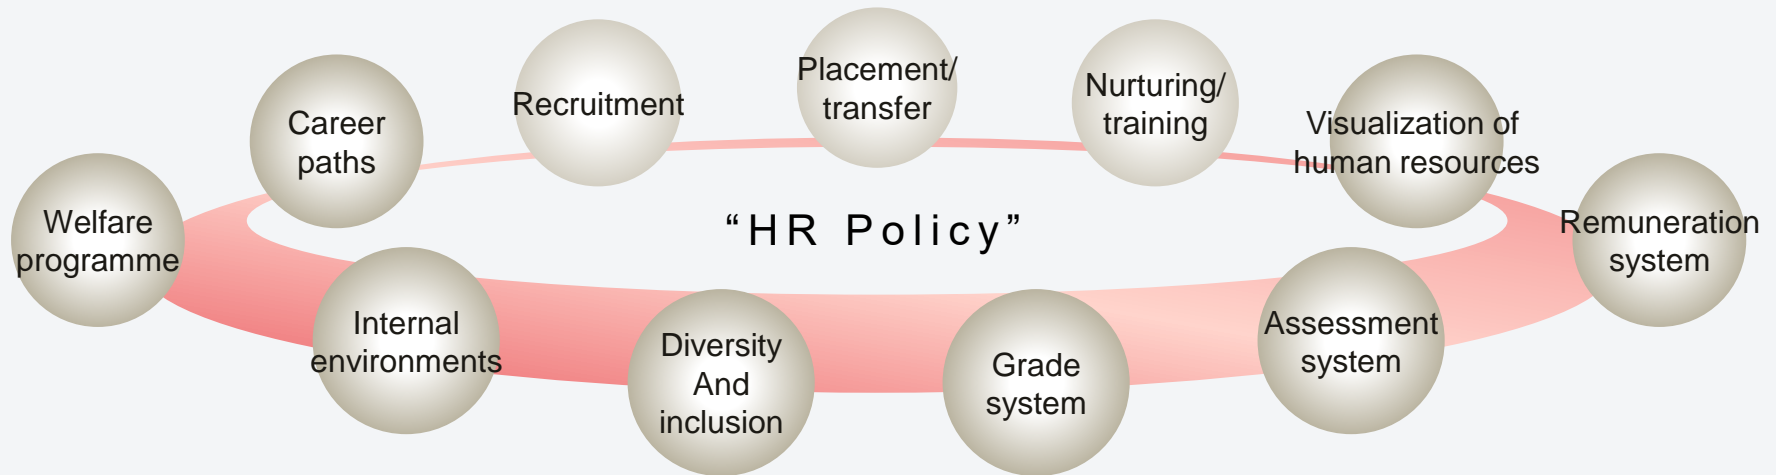 Placement/
transfer
Nurturing/
training
Recruitment
Career
paths
Visualization of
human resources
Welfare
programme
“HR Policy”
Remuneration
system
Internal
environments
Diversity
And
inclusion
Grade
system
Assessment
system